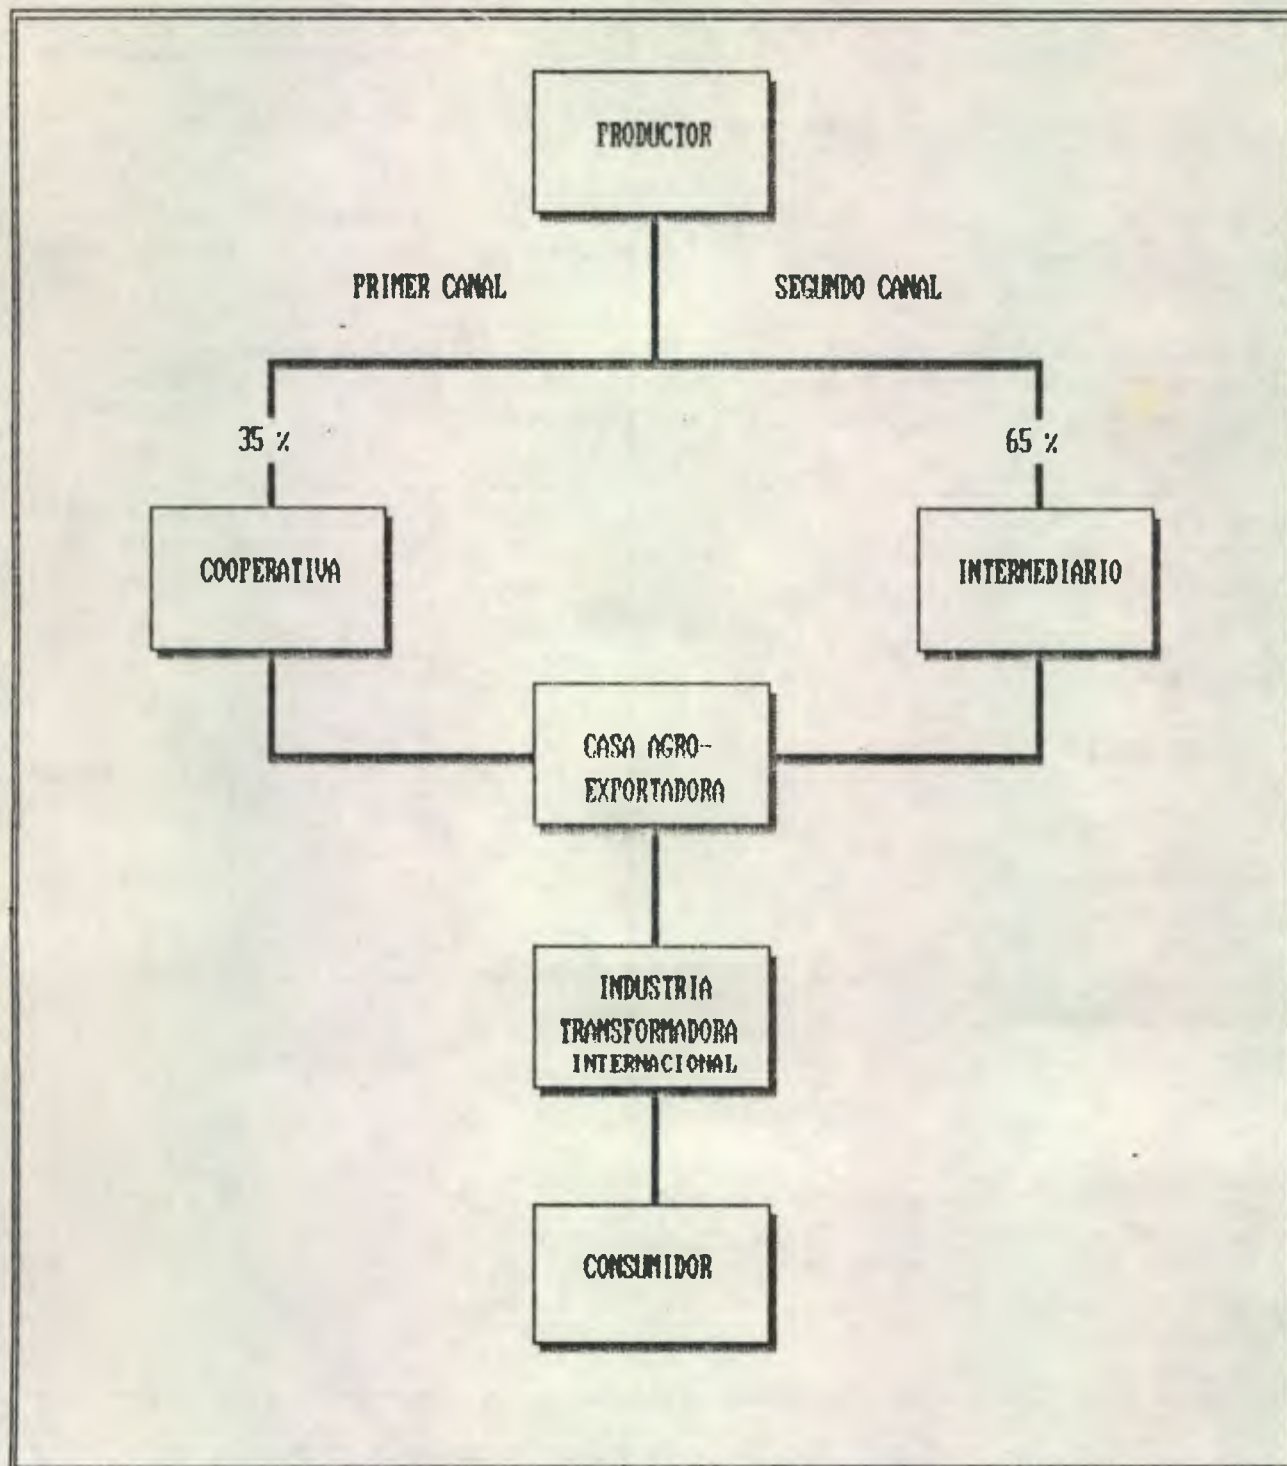 PRODUCTOR
PRIMER CANAL
SEGUNDO CANAL
35 %
65 %
COOPERATIVA
INTERMEDIARIO
CASA AGRO-
EXPORTADORA
INDUSTRIA
TRANSFORMADORA
INTERNACIONAL
CONSUMIDOR